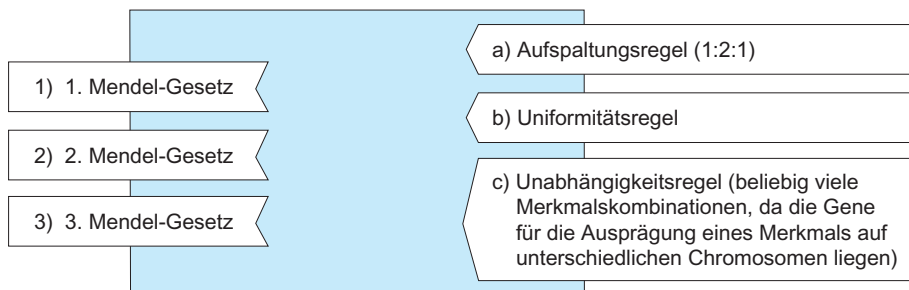 1) 1. Mendel-Gesetz
2) 2. Mendel-Gesetz
3) 3. Mendel-Gesetz
a) Aufspaltungsregel (1:2:1)
b) Uniformitätsregel
c) Unabhängigkeitsregel (beliebig viele
Merkmalskombinationen, da die Gene
für die Ausprägung eines Merkmals auf
unterschiedlichen Chromosomen liegen)